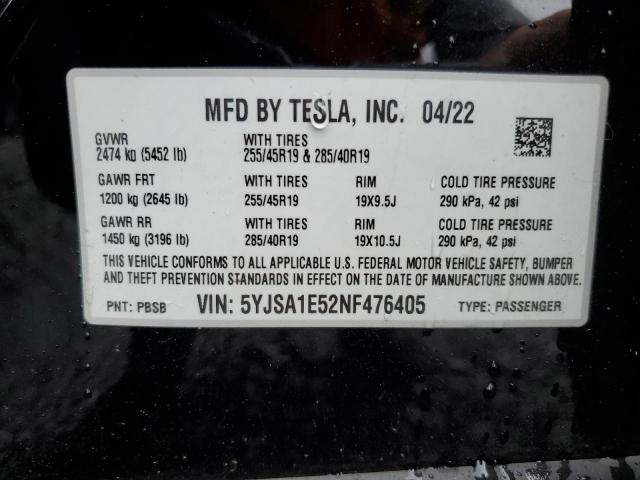 MFD BY TESLA, INC. 04/22
GVWR WITH TIRES
2474 kg (5452 lb) 255/45R19 & 285/40R19
GAWR FRT WITH TIRES RIM COLD TIRE PRESSURE
1200 kg (2645 lb) 255/45R19 19X9.5J 290 kPa, 42 psi
GAWR RR WITH TIRES RIM COLD TIRE PRESSURE
1450 kg (3196 lb) 285/40R19 19X10.5J 290 kPa, 42 psi
THIS VEHICLE CONFORMS TO ALL APPLICABLE U.S. FEDERAL MOTOR VEHICLE SAFETY, BUMPER
AND THEFT PREVENTION STANDARDS IN EFFECT ON THE DATE OF MANUFACTURE SHOWN ABOVE.
PNT: PBSB VIN: 5YJSA1E52NF476405 TYPE: PASSENGER